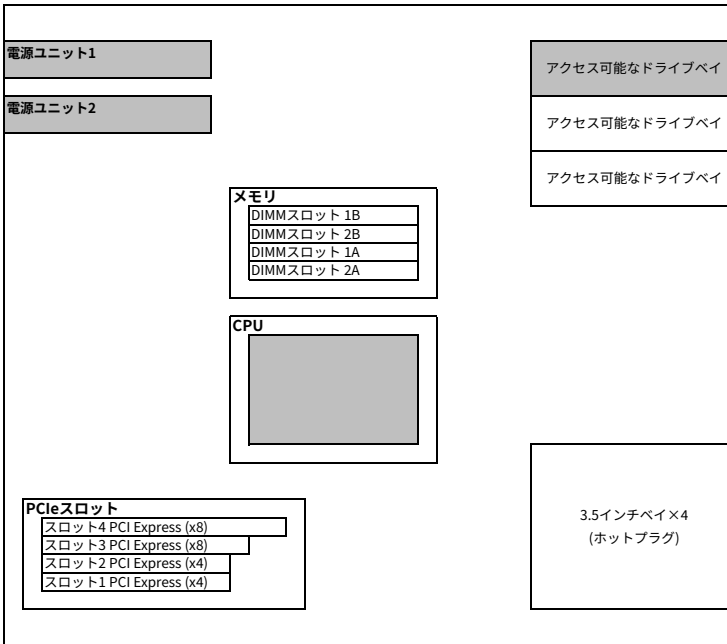 電源ユニット1
電源ユニット2
アクセス可能なドライブベイ
アクセス可能なドライブベイ
アクセス可能なドライブベイ
メモリ
DIMMスロット 1B
DIMMスロット 2B
DIMMスロット 1A
DIMMスロット 2A
CPU
PCIeスロット
スロット4 PCI Express (x8)
スロット3 PCI Express (x8)
スロット2 PCI Express (x4)
スロット1 PCI Express (x4)
3.5インチベイ×4
(ホットプラグ)